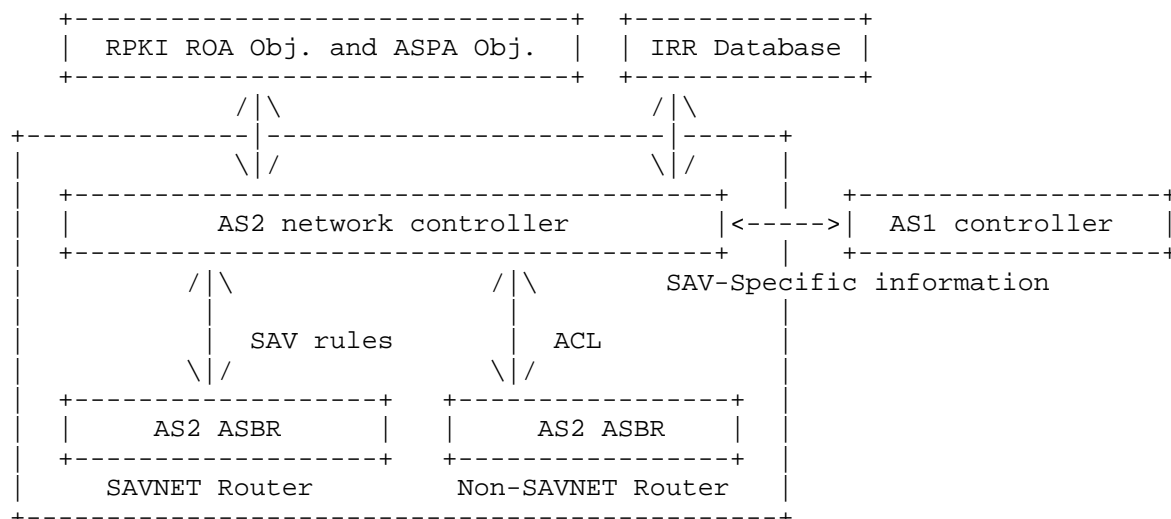 RPKI ROA Obj. and ASPA Obj. IRR Database
AS2 network controller <-----> AS1 controller
SAV-Specific information
SAV rules ACL
AS2 ASBR AS2 ASBR
SAVNET Router Non-SAVNET Router